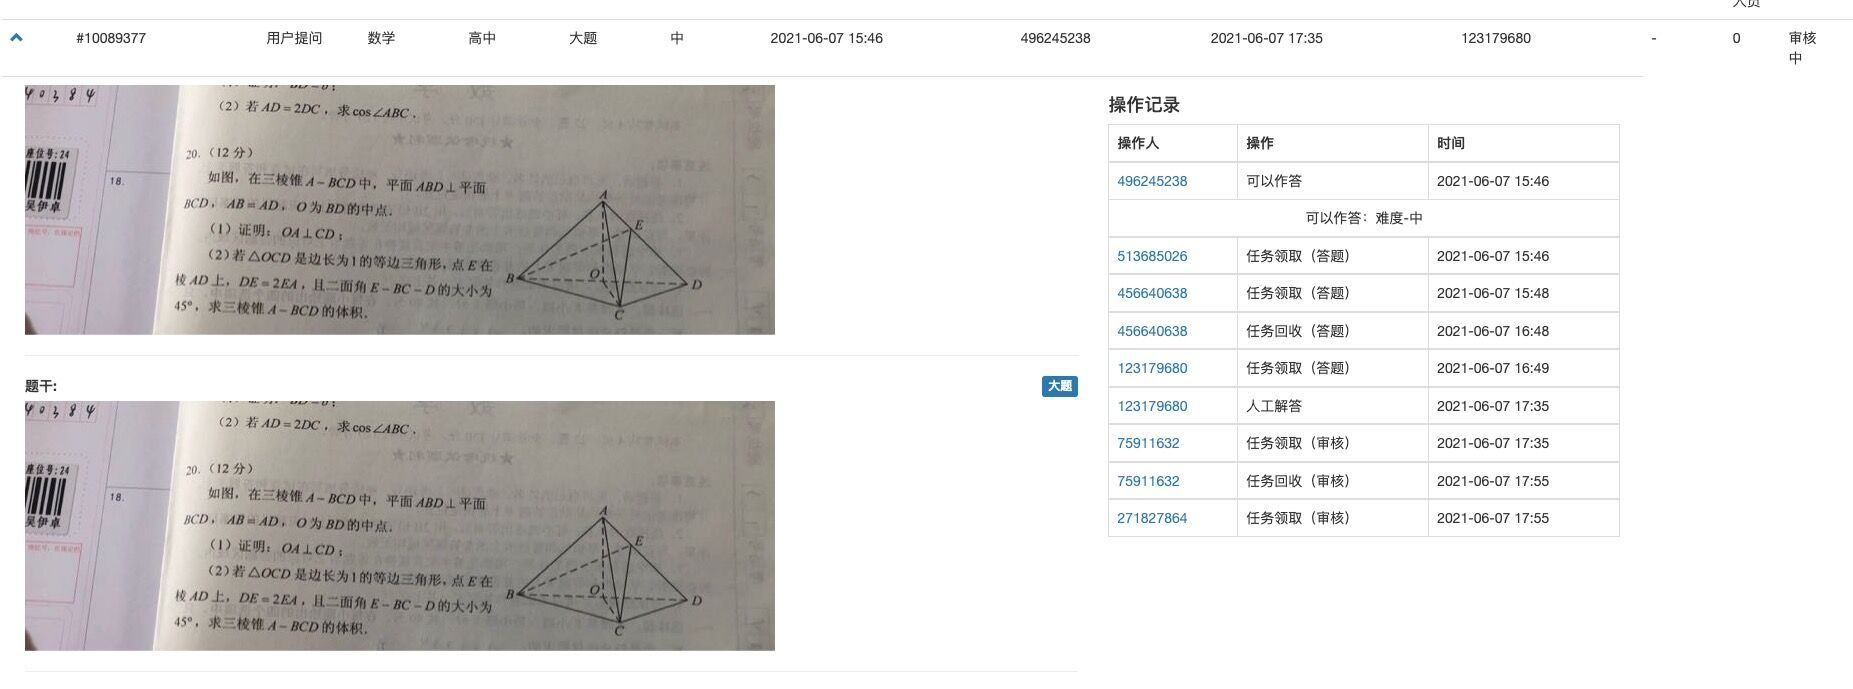 人员
#10089377 用户提问 数学 高中 大题 中 2021-06-07 15:46 496245238 2021-06-07 17:35 123179680 - 0 审核中
40384
(2) 若 AD = 2DC，求 cos∠ABC．
座位号:24
吴伊卓
18.
20.（12 分）
如图，在三棱锥 A－BCD 中，平面 ABD⊥平面
BCD，AB＝AD，O 为 BD 的中点．
（1）证明：OA⊥CD；
（2）若△OCD 是边长为1的等边三角形，点 E 在
棱 AD 上，DE＝2EA，且二面角 E－BC－D 的大小为
45°，求三棱锥 A－BCD 的体积．
A
E
B
O
D
C
题干:
大题
40384
(2) 若 AD = 2DC，求 cos∠ABC．
座位号:24
吴伊卓
18.
20.（12 分）
如图，在三棱锥 A－BCD 中，平面 ABD⊥平面
BCD，AB＝AD，O 为 BD 的中点．
（1）证明：OA⊥CD；
（2）若△OCD 是边长为1的等边三角形，点 E 在
棱 AD 上，DE＝2EA，且二面角 E－BC－D 的大小为
45°，求三棱锥 A－BCD 的体积．
A
E
B
O
D
C
操作记录
操作人 操作 时间
496245238 可以作答 2021-06-07 15:46
可以作答：难度-中
513685026 任务领取（答题） 2021-06-07 15:46
456640638 任务领取（答题） 2021-06-07 15:48
456640638 任务回收（答题） 2021-06-07 16:48
123179680 任务领取（答题） 2021-06-07 16:49
123179680 人工解答 2021-06-07 17:35
75911632 任务领取（审核） 2021-06-07 17:35
75911632 任务回收（审核） 2021-06-07 17:55
271827864 任务领取（审核） 2021-06-07 17:55